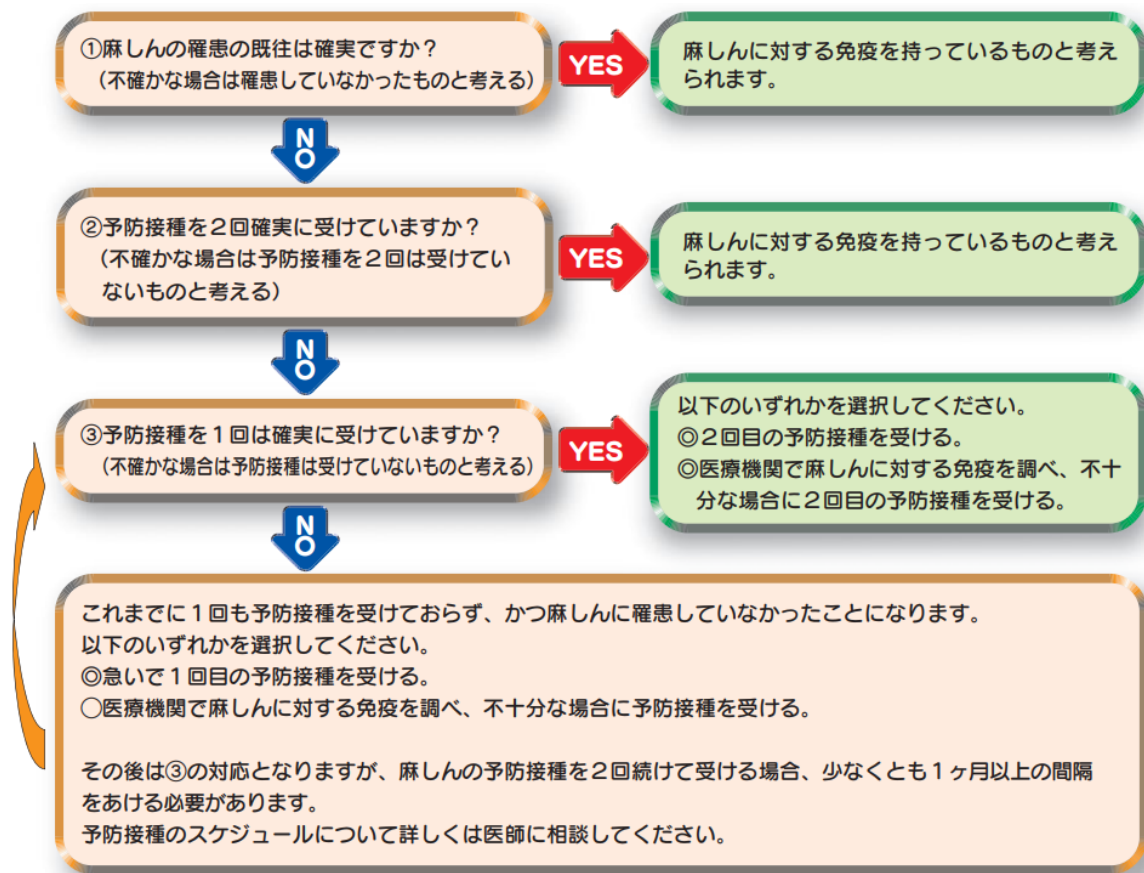 ①麻しんの罹患の既往は確実ですか？
（不確かな場合は罹患していなかったものと考える）
YES
麻しんに対する免疫を持っているものと考え
られます。
NO
②予防接種を２回確実に受けていますか？
（不確かな場合は予防接種を２回は受けてい
ないものと考える）
YES
麻しんに対する免疫を持っているものと考え
られます。
NO
③予防接種を１回は確実に受けていますか？
（不確かな場合は予防接種は受けていないものと考える）
YES
以下のいずれかを選択してください。
◎２回目の予防接種を受ける。
◎医療機関で麻しんに対する免疫を調べ、不十
分な場合に２回目の予防接種を受ける。
NO
これまでに１回も予防接種を受けておらず、かつ麻しんに罹患していなかったことになります。
以下のいずれかを選択してください。
◎急いで１回目の予防接種を受ける。
○医療機関で麻しんに対する免疫を調べ、不十分な場合に予防接種を受ける。
その後は③の対応となりますが、麻しんの予防接種を２回続けて受ける場合、少なくとも１ヶ月以上の間隔
をあける必要があります。
予防接種のスケジュールについて詳しくは医師に相談してください。